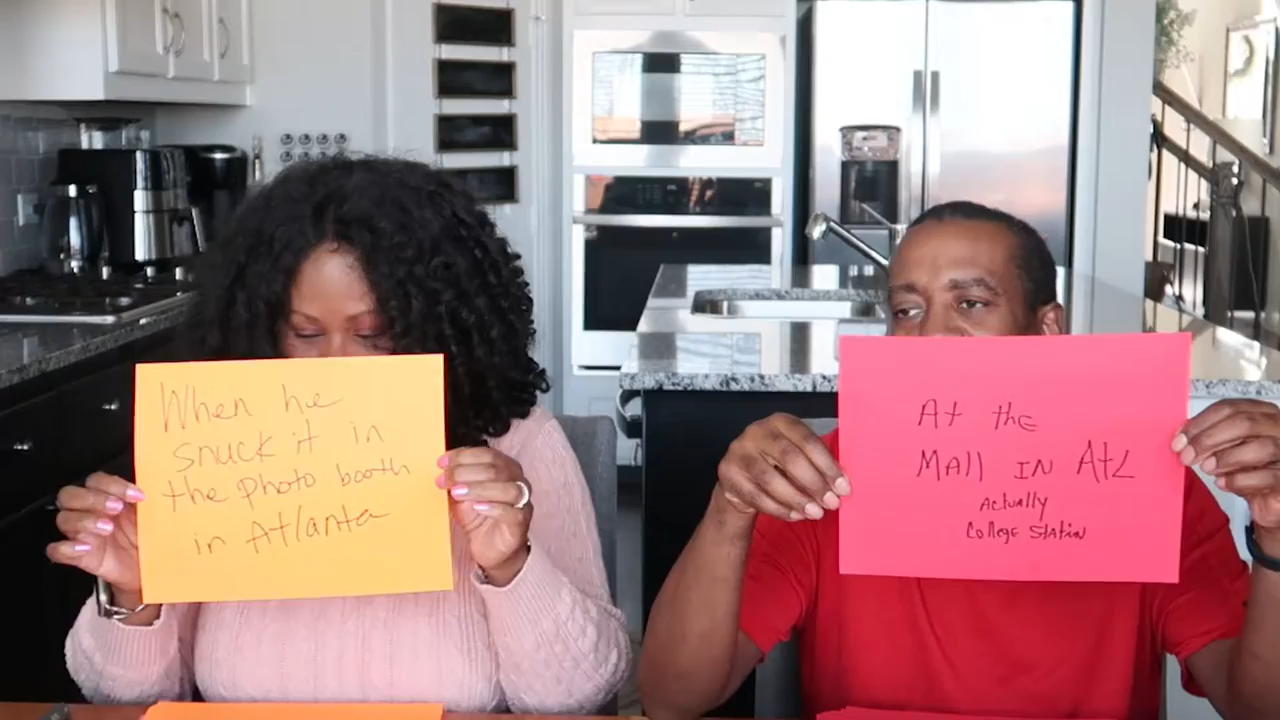 When he
snuck it in
the photo booth
in Atlanta
At the
Mall IN Atl
Actually
College Station